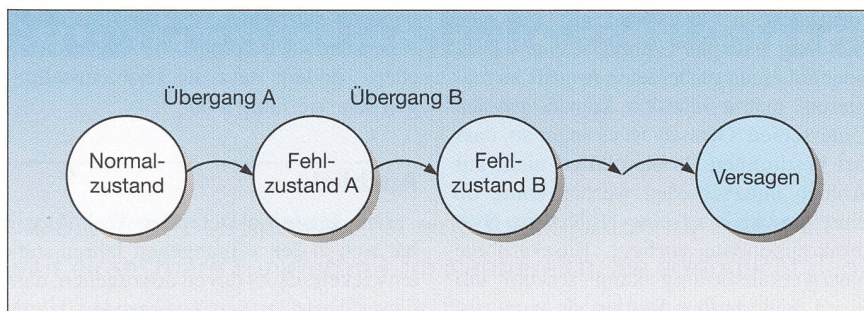 Übergang A
Übergang B
Normal-
zustand
Fehl-
zustand A
Fehl-
zustand B
Versagen